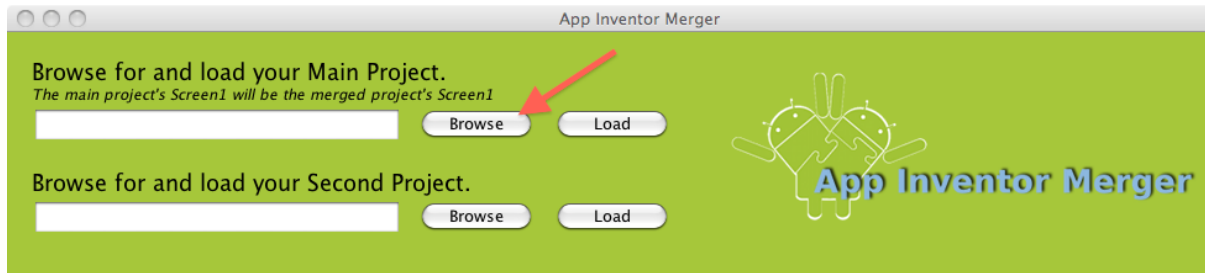 App Inventor Merger
Browse for and load your Main Project.
The main project's Screen1 will be the merged project's Screen1
Browse Load
App Inventor Merger
Browse for and load your Second Project.
Browse Load